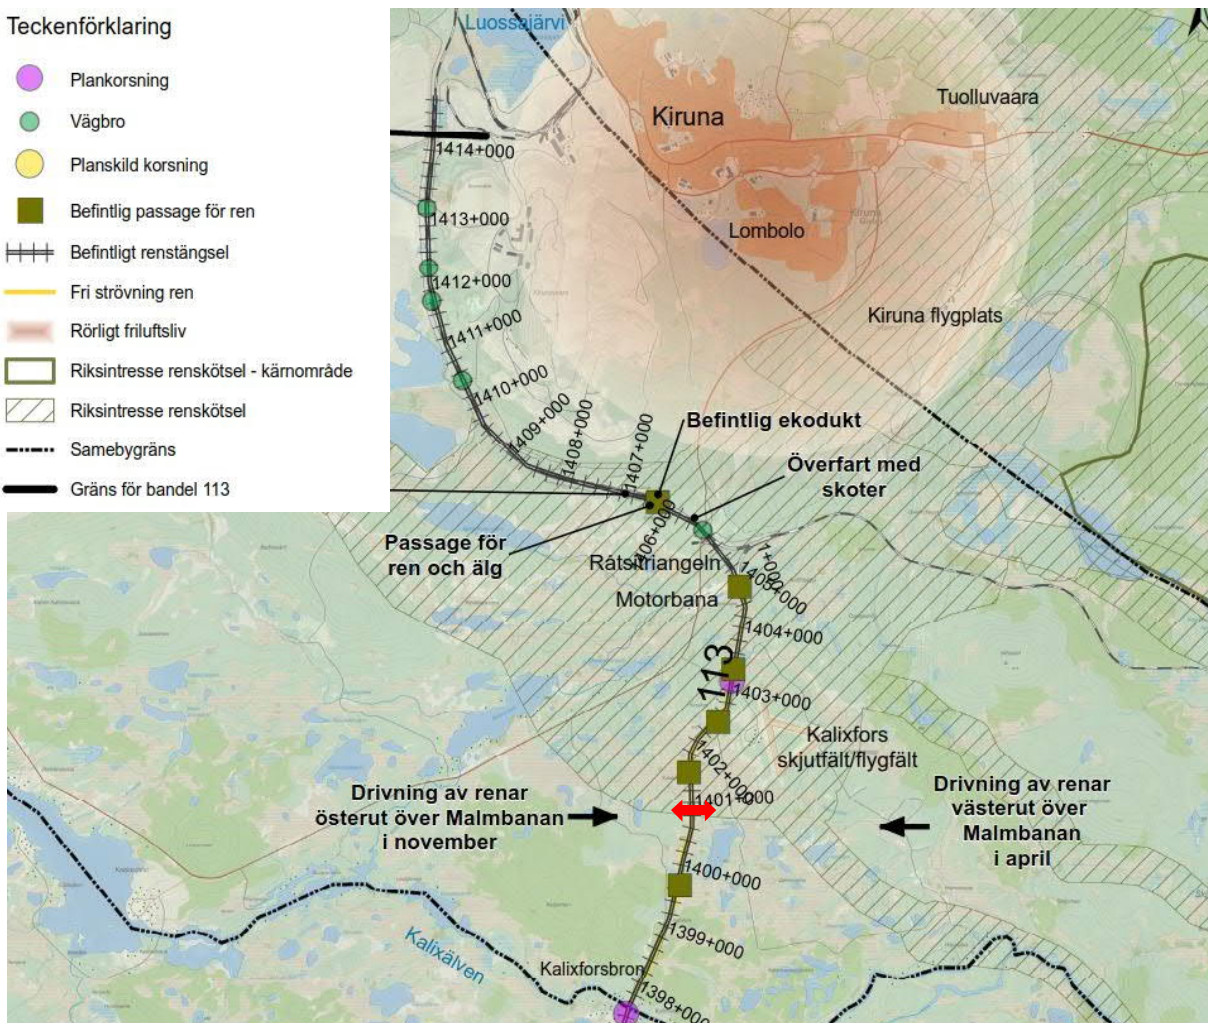 Teckenförklaring
Plankorsning
Vägbro
Planskild korsning
Befintlig passage för ren
Befintligt renstängsel
Fri strövning ren
Rörligt friluftsliv
Riksintresse renskötsel - kärnområde
Riksintresse renskötsel
Samebygräns
Gräns för bandel 113
Luossajärvi
Kiruna
Tuolluvaara
Lombolo
Kiruna flygplats
1414+000
1413+000
1412+000
1411+000
1410+000
1409+000
1408+000
1407+000
Befintlig ekodukt
Överfart med
skoter
1406+000
Passage för
ren och älg
Råtsitriangeln
1+000
1405+000
Motorbana
1404+000
113
1403+000
Kalixfors
skjutfält/flygfält
1402+000
1401+000
Drivning av renar
österut över Malmbanan
i november
Drivning av renar
västerut över
Malmbanan
i april
1400+000
1399+000
Kalixälven
Kalixforsbron
1398+000